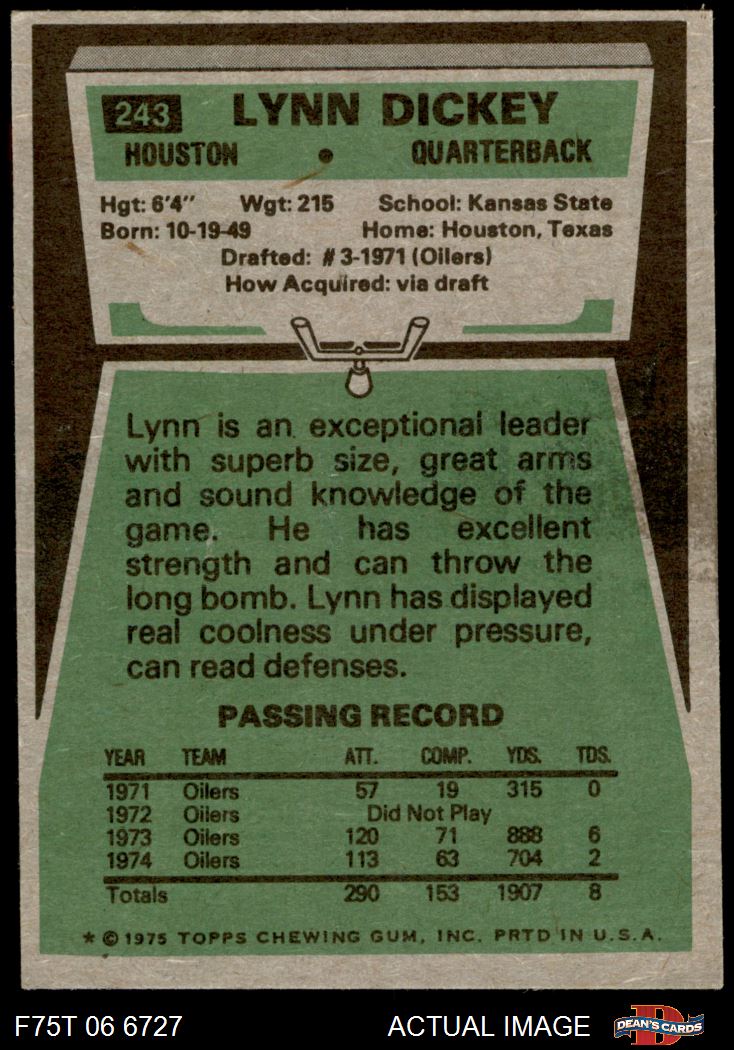 243 LYNN DICKEY
HOUSTON • QUARTERBACK
Hgt: 6'4" Wgt: 215 School: Kansas State
Born: 10-19-49 Home: Houston, Texas
Drafted: #3-1971 (Oilers)
How Acquired: via draft
Lynn is an exceptional leader
with superb size, great arms
and sound knowledge of the
game. He has excellent
strength and can throw the
long bomb. Lynn has displayed
real coolness under pressure,
can read defenses.
PASSING RECORD
YEAR TEAM ATT. COMP. YDS. TDS.
1971 Oilers 57 19 315 0
1972 Oilers Did Not Play
1973 Oilers 120 71 888 6
1974 Oilers 113 63 704 2
Totals 290 153 1907 8
* © 1975 TOPPS CHEWING GUM, INC. PRTD IN U.S.A.
F75T 06 6727 ACTUAL IMAGE D DEAN'S CARDS